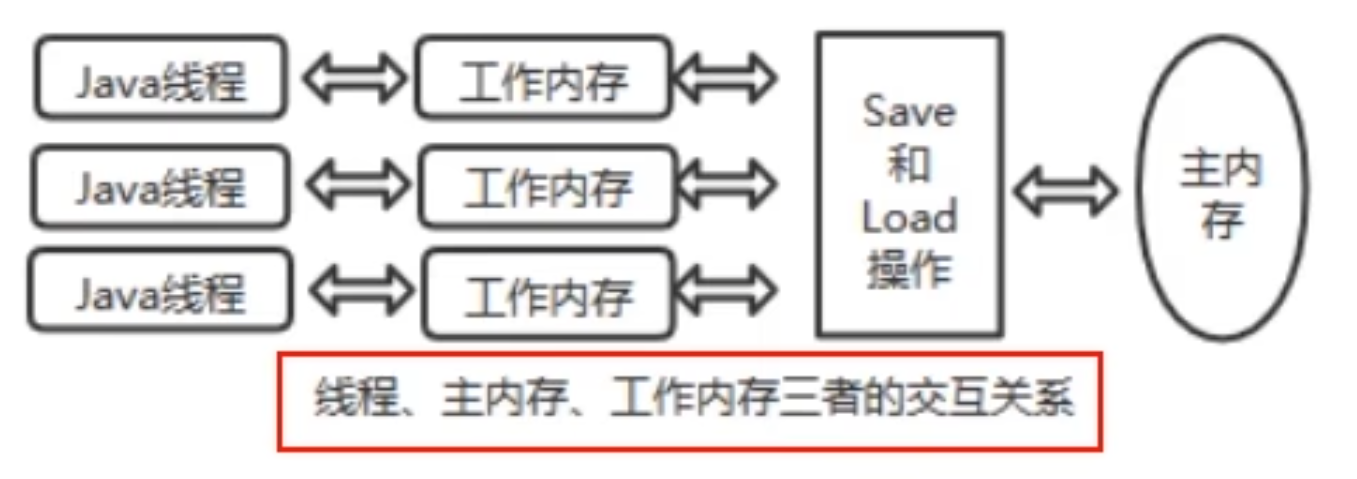 Java线程
工作内存
Java线程
工作内存
Java线程
工作内存
Save
和
Load
操作
主内
存
线程、主内存、工作内存三者的交互关系